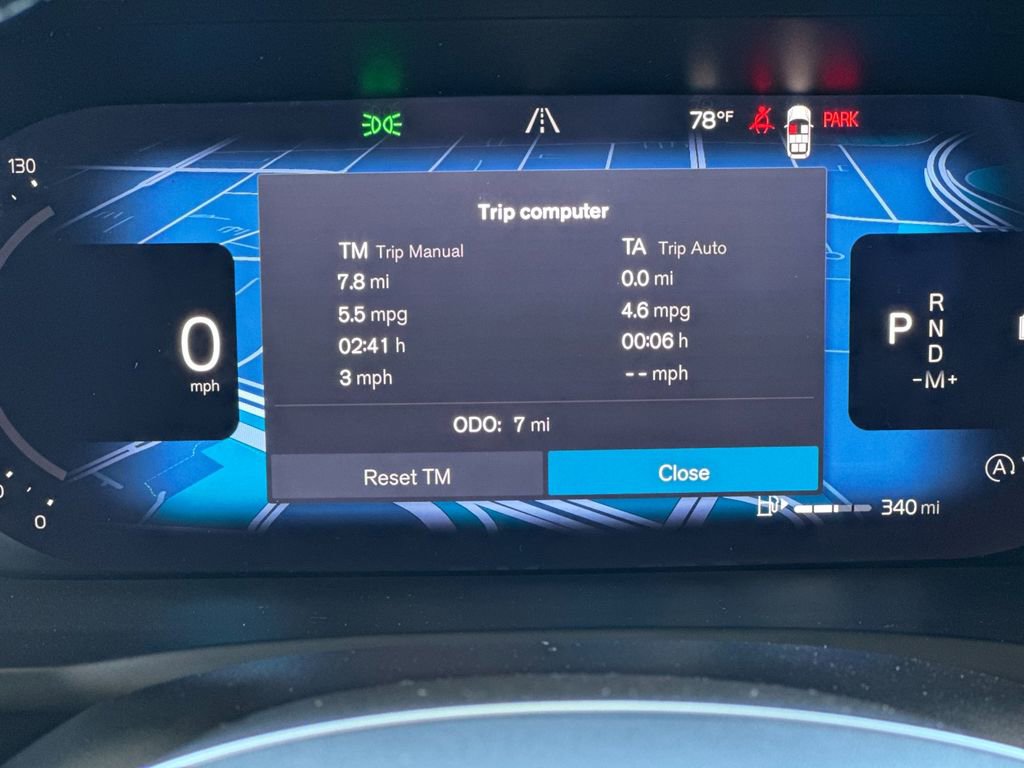 78°F PARK
130
Trip computer
TM Trip Manual
7.8 mi
5.5 mpg
02:41 h
3 mph
TA Trip Auto
0.0 mi
4.6 mpg
00:06 h
-- mph
ODO: 7 mi
Reset TM
Close
0
mph
P
R
N
D
-M+
A
0
340 mi